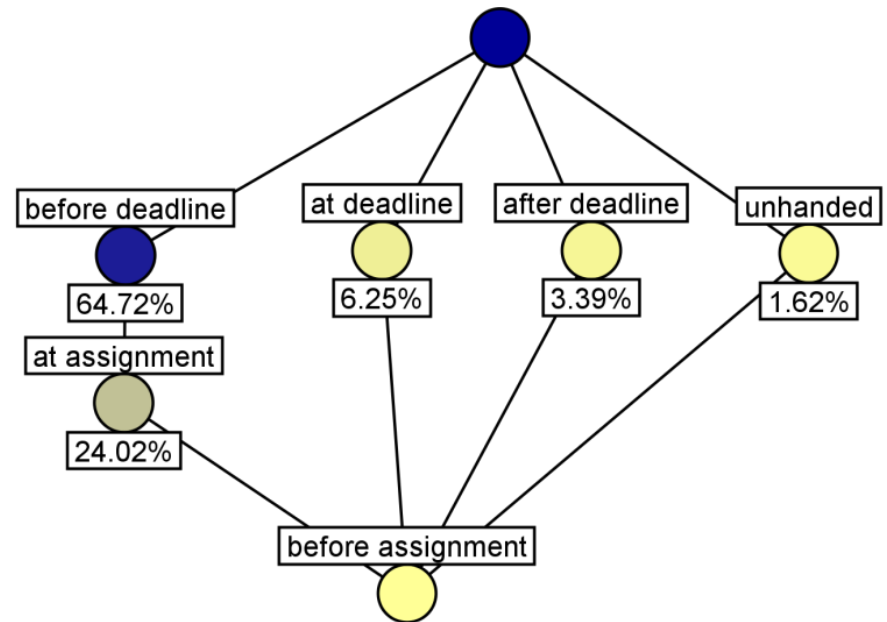 before deadline
at deadline
after deadline
unhanded
64.72%
6.25%
3.39%
1.62%
at assignment
24.02%
before assignment